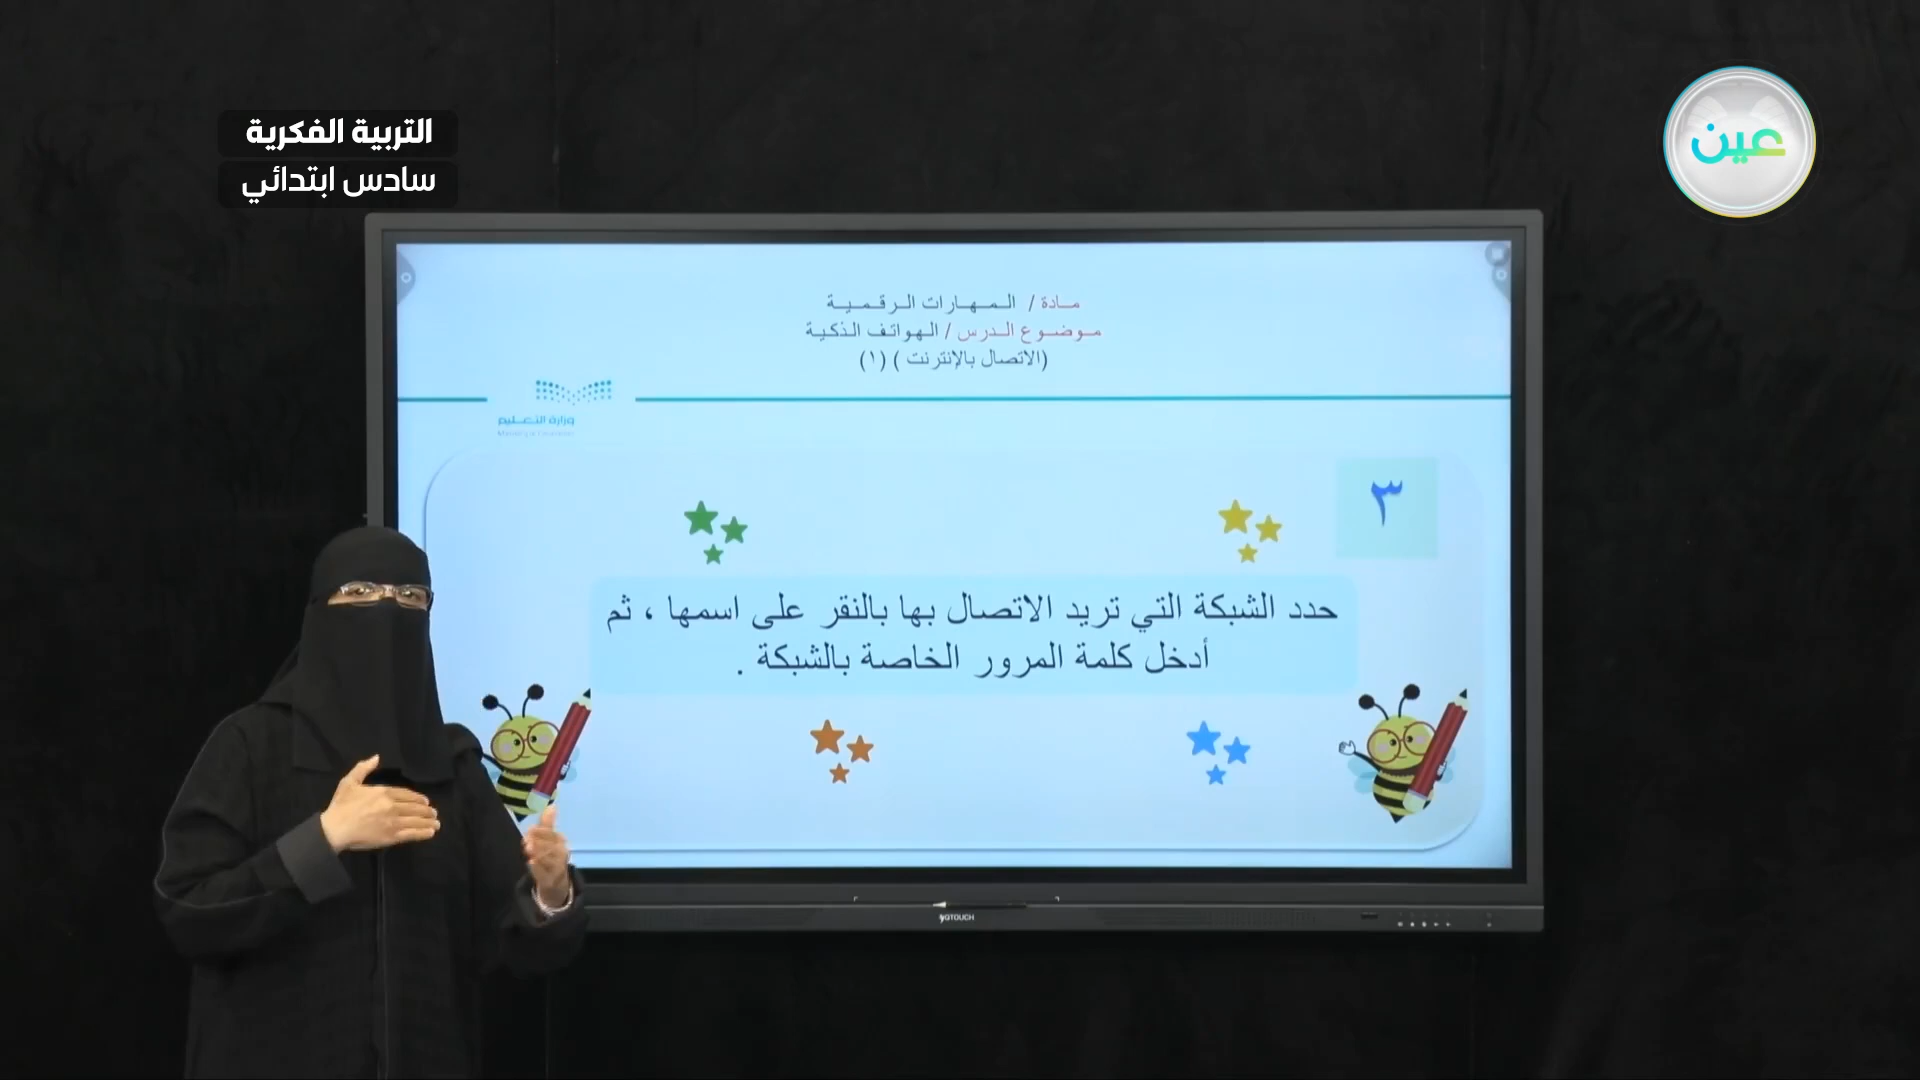 التربية الفكرية
سادس ابتدائي
عين
مادة / المهارات الرقمية
موضوع الدرس / الهواتف الذكية
(الاتصال بالإنترنت ) (١)
وزارة التعليم
٣
حدد الشبكة التي تريد الاتصال بها بالنقر على اسمها ، ثم
أدخل كلمة المرور الخاصة بالشبكة .